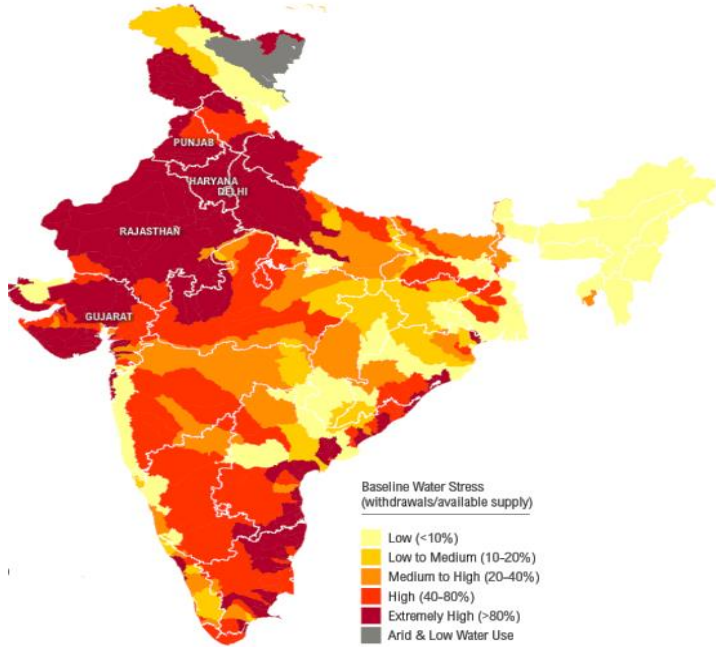 PUNJAB
HARYANA
DELHI
RAJASTHAN
GUJARAT
Baseline Water Stress
(withdrawals/available supply)
Low (<10%)
Low to Medium (10–20%)
Medium to High (20–40%)
High (40–80%)
Extremely High (>80%)
Arid & Low Water Use